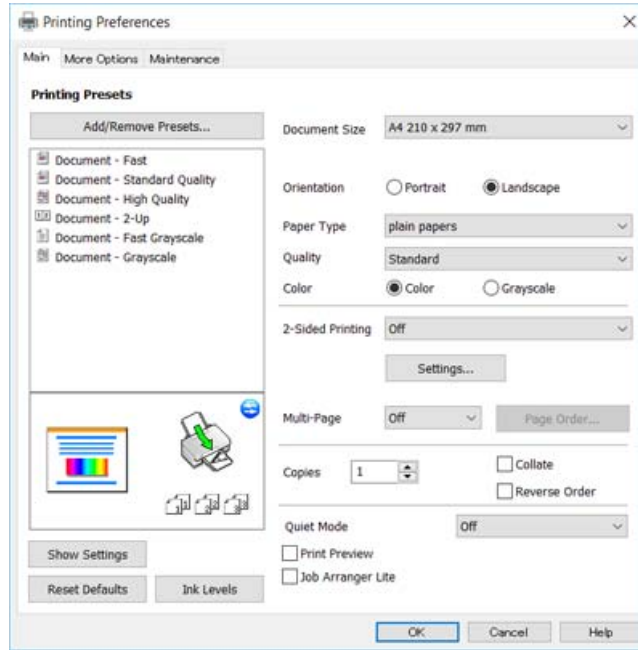 Printing Preferences
Main More Options Maintenance
Printing Presets
Add/Remove Presets...
Document - Fast
Document - Standard Quality
Document - High Quality
Document - 2-Up
Document - Fast Grayscale
Document - Grayscale
Show Settings
Reset Defaults Ink Levels
Document Size A4 210 x 297 mm
Orientation Portrait Landscape
Paper Type plain papers
Quality Standard
Color Color Grayscale
2-Sided Printing Off
Settings...
Multi-Page Off Page Order...
Copies 1 Collate
Reverse Order
Quiet Mode Off
Print Preview
Job Arranger Lite
OK Cancel Help